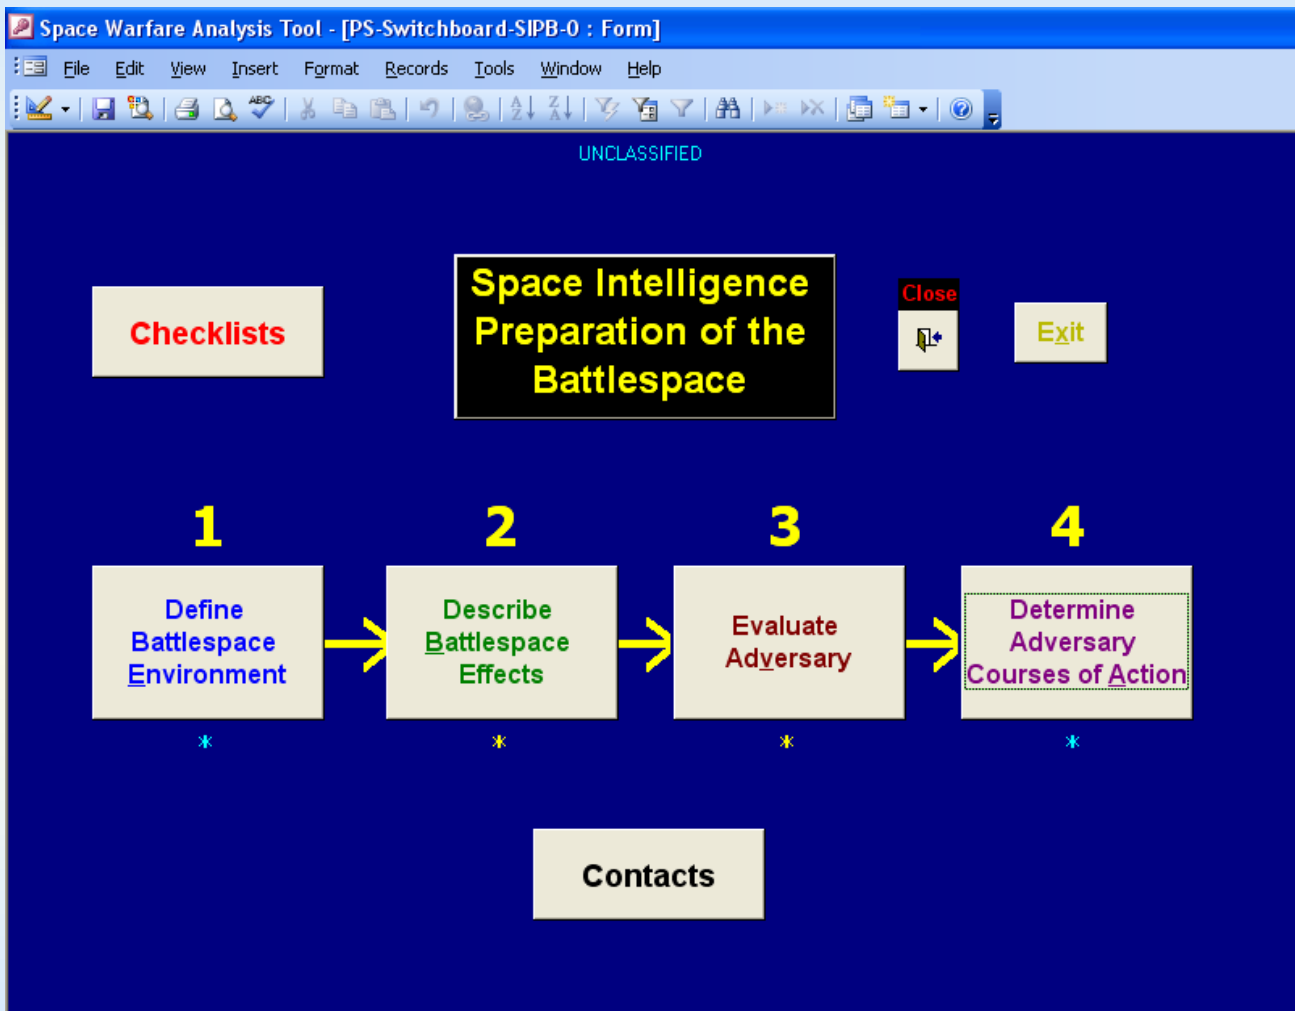 Space Warfare Analysis Tool - [PS-Switchboard-SIPB-0 : Form]
File Edit View Insert Format Records Tools Window Help
ABC
A
Z
Z
A
UNCLASSIFIED
Checklists
Space Intelligence
Preparation of the
Battlespace
Close
Exit
1
Define
Battlespace
Environment
*
2
Describe
Battlespace
Effects
*
3
Evaluate
Adversary
*
4
Determine
Adversary
Courses of Action
*
Contacts